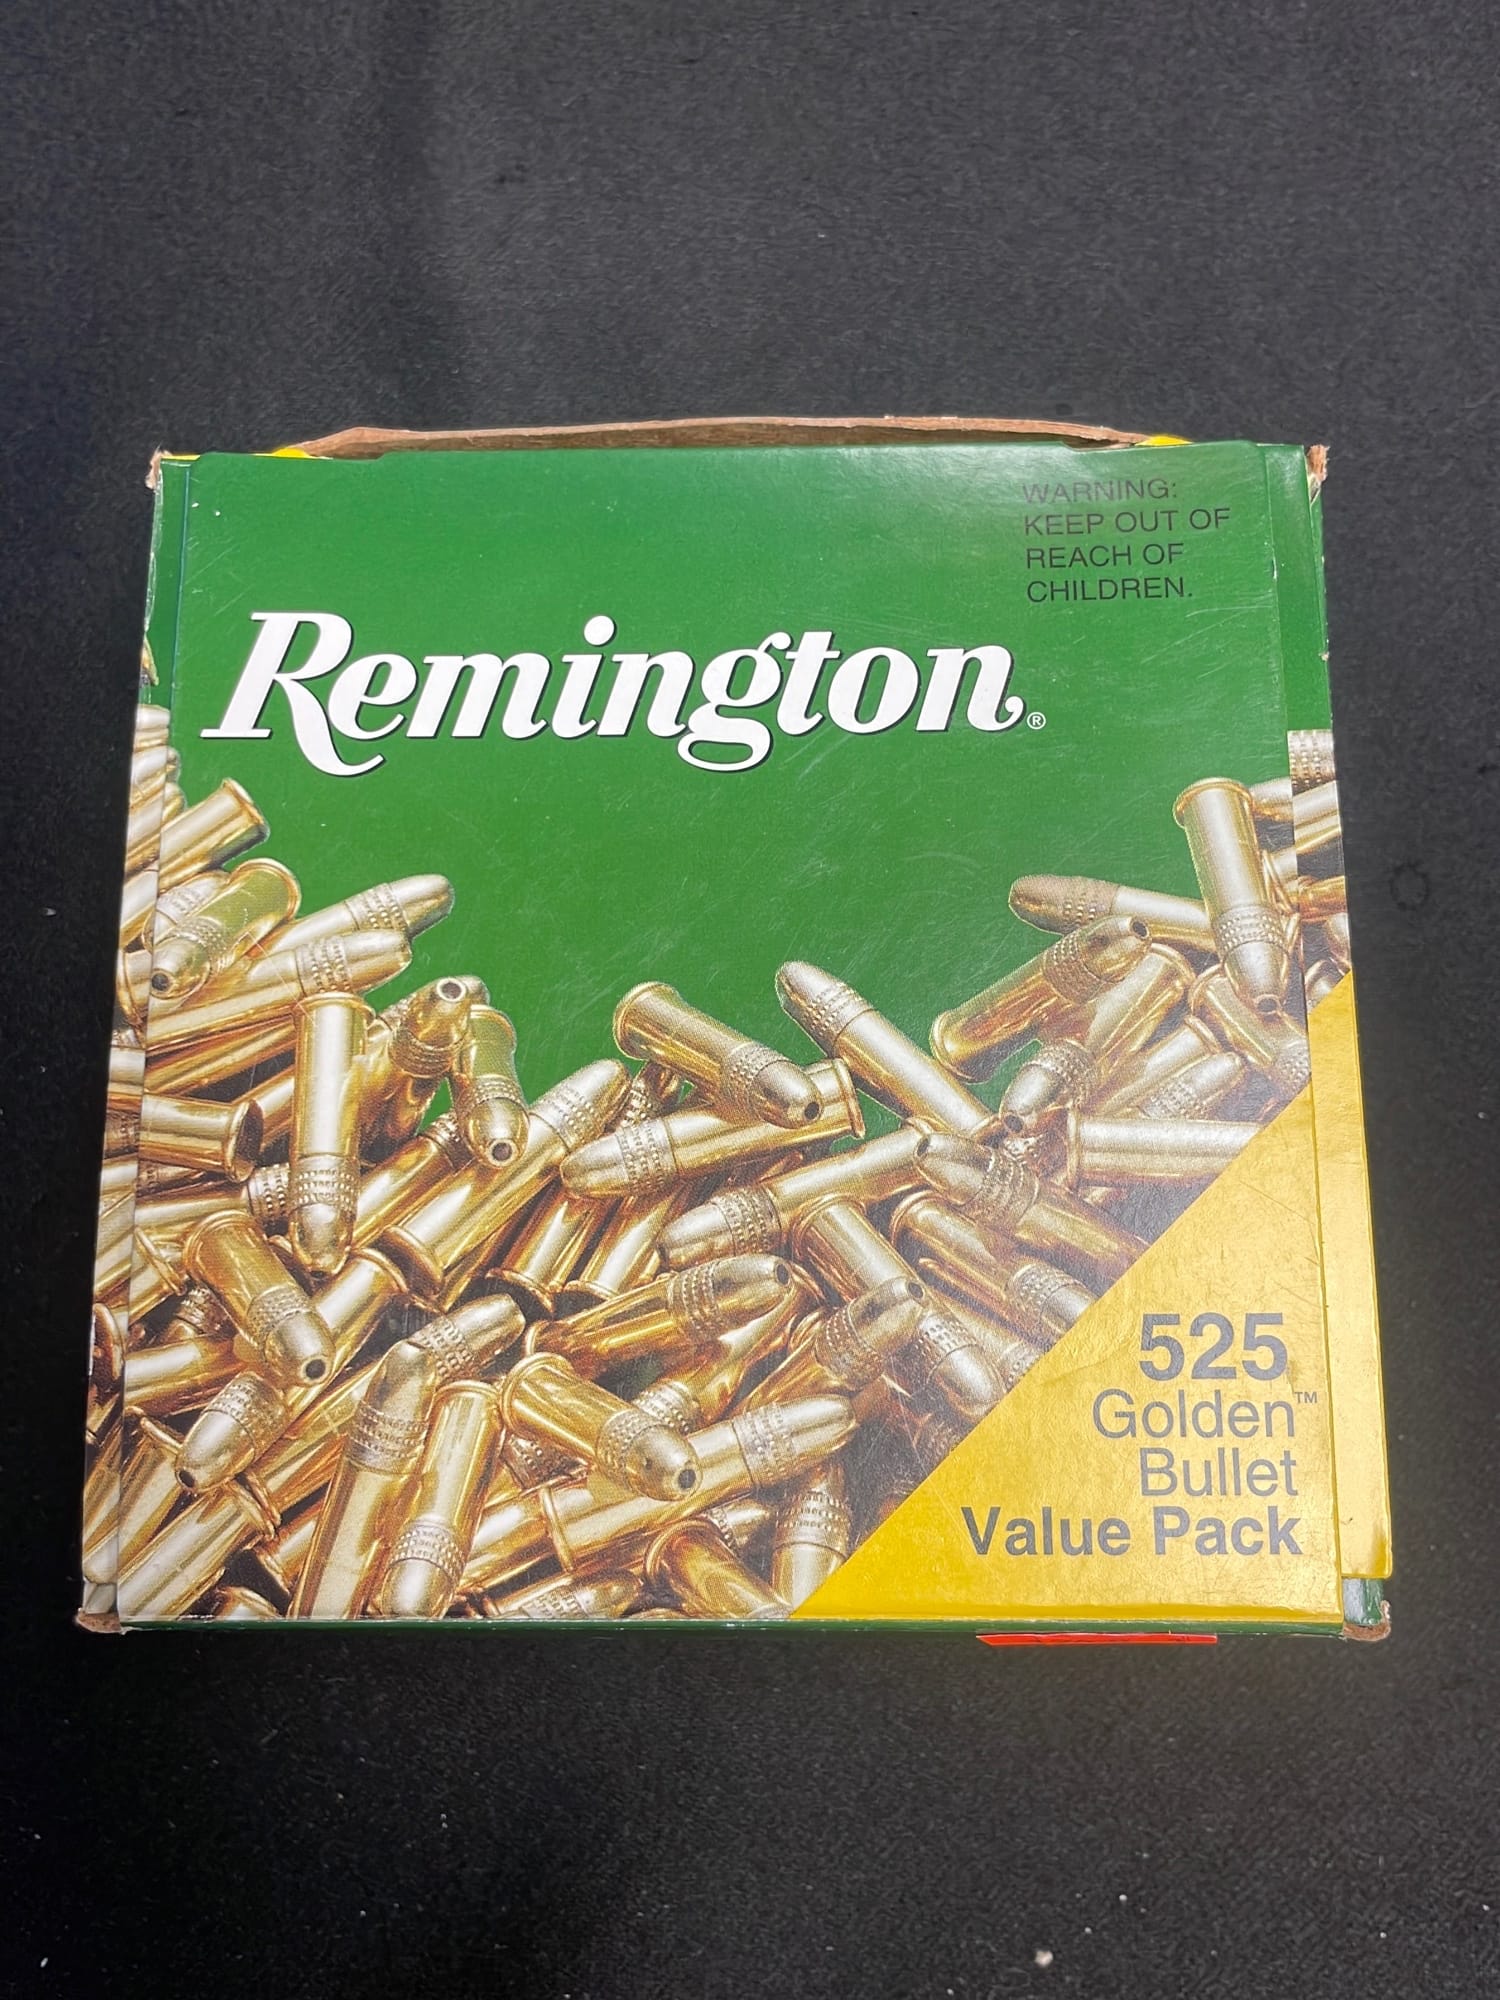 WARNING:
KEEP OUT OF
REACH OF
CHILDREN.
Remington®
525
Golden™
Bullet
Value Pack